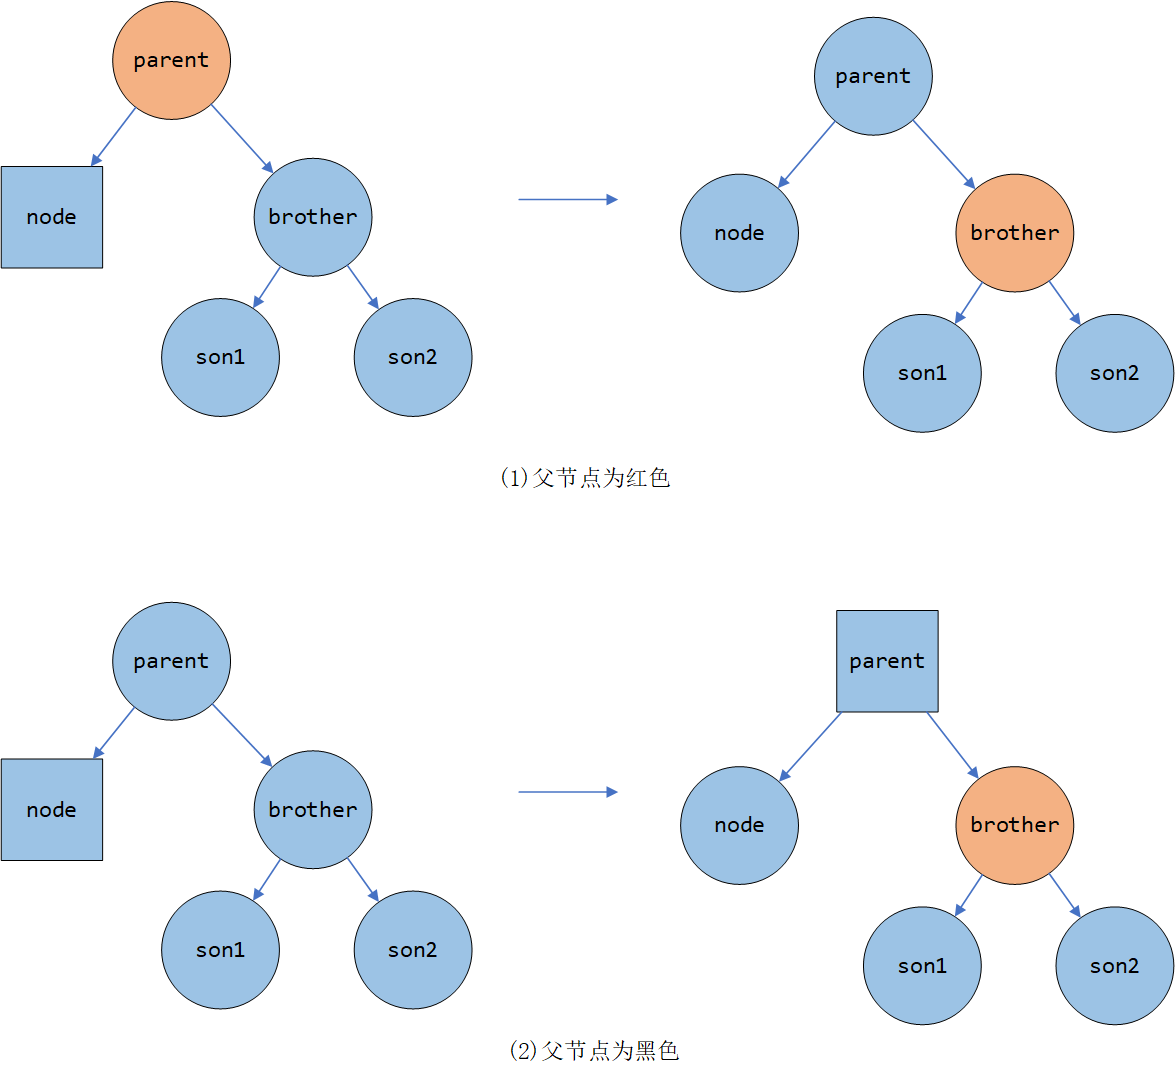 parent
parent
node
brother
node
brother
son1
son2
son1
son2
(1)父节点为红色
parent
parent
node
brother
node
brother
son1
son2
son1
son2
(2)父节点为黑色